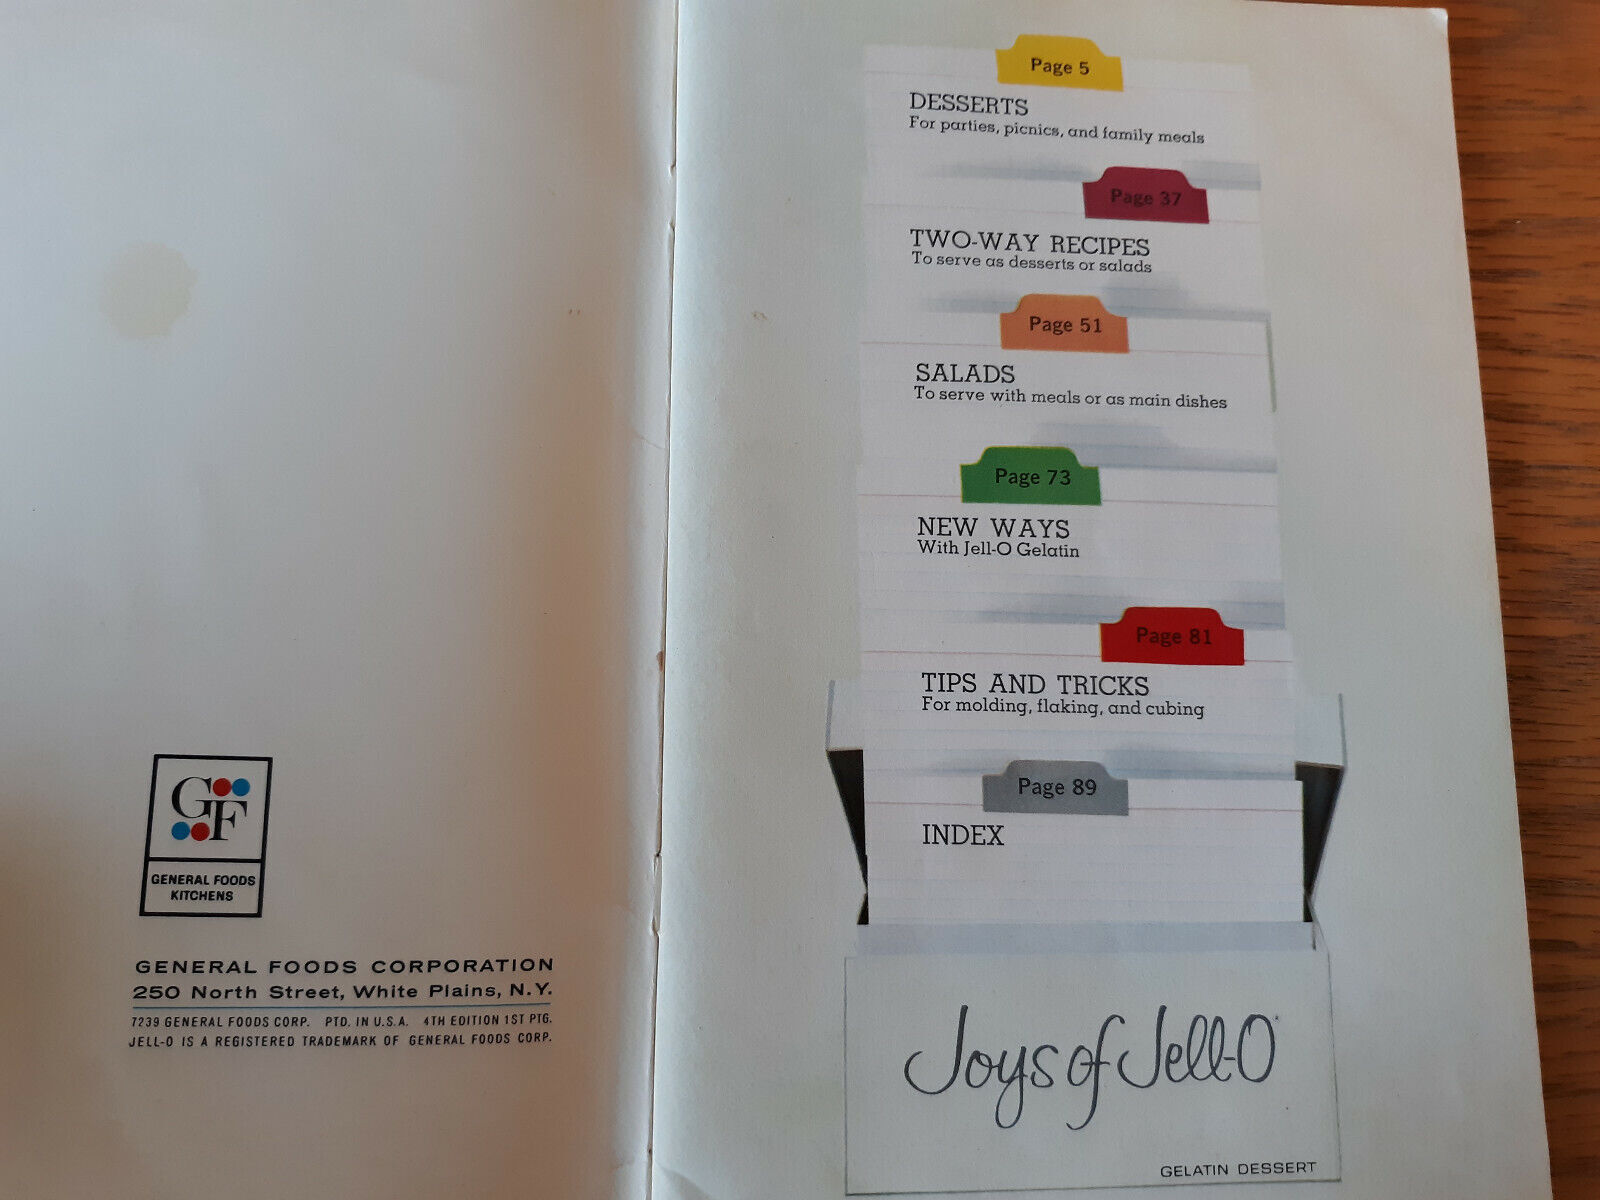 GF
GENERAL FOODS
KITCHENS
GENERAL FOODS CORPORATION
250 North Street, White Plains, N.Y.
7239 GENERAL FOODS CORP. PTD. IN U.S.A. 4TH EDITION 1ST PTG.
JELL-O IS A REGISTERED TRADEMARK OF GENERAL FOODS CORP.
Page 5
DESSERTS
For parties, picnics, and family meals
Page 37
TWO-WAY RECIPES
To serve as desserts or salads
Page 51
SALADS
To serve with meals or as main dishes
Page 73
NEW WAYS
With Jell-O Gelatin
Page 81
TIPS AND TRICKS
For molding, flaking, and cubing
Page 89
INDEX
Joys of Jell-O
GELATIN DESSERT